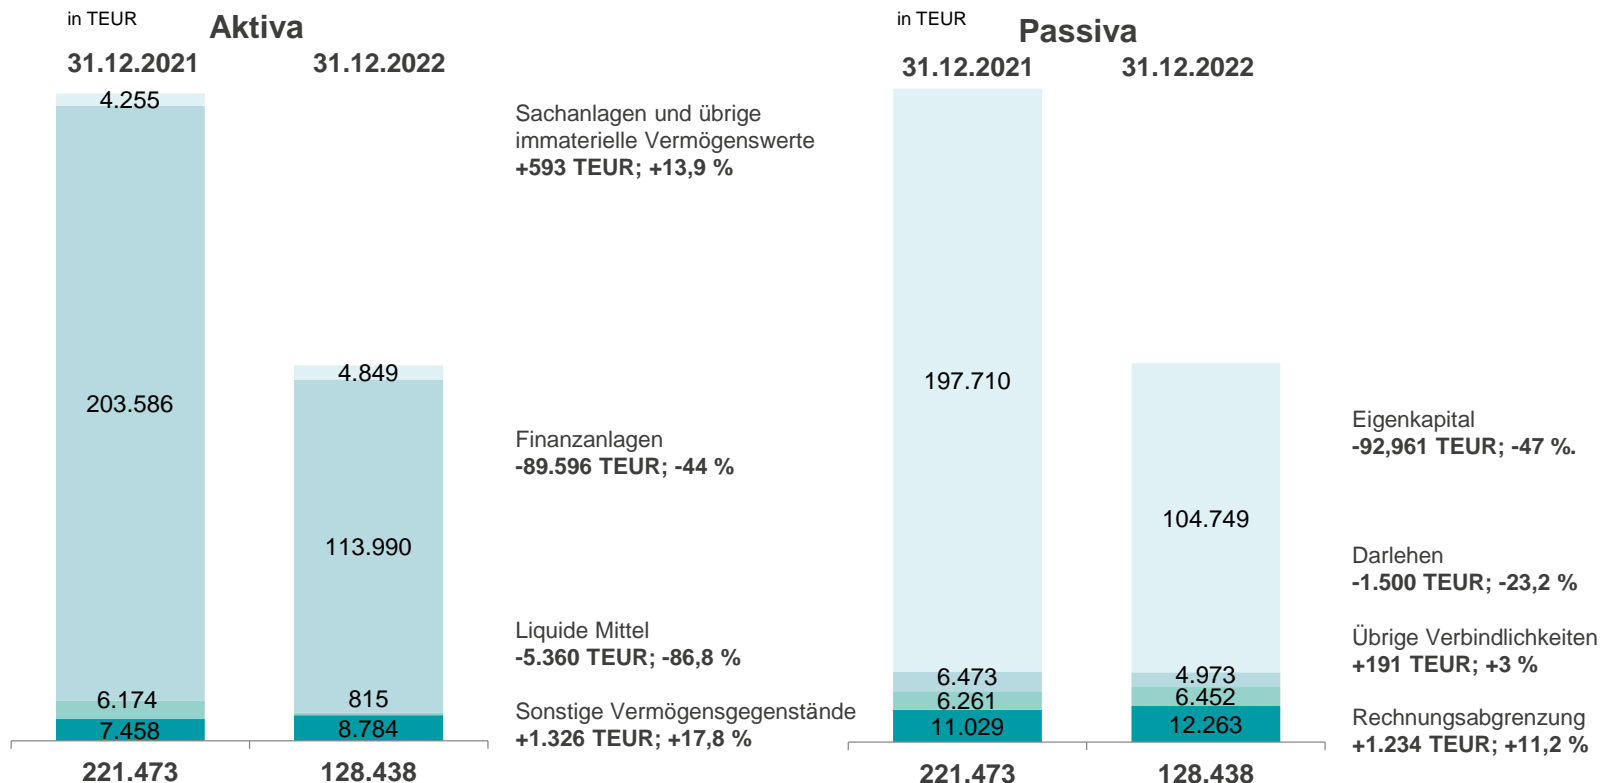 in TEUR
Aktiva
31.12.2021
31.12.2022
4.255
203.586
6.174
7.458
221.473
4.849
113.990
815
8.784
128.438
Sachanlagen und übrige
immaterielle Vermögenswerte
+593 TEUR; +13,9 %
Finanzanlagen
-89.596 TEUR; -44 %
Liquide Mittel
-5.360 TEUR; -86,8 %
Sonstige Vermögensgegenstände
+1.326 TEUR; +17,8 %
in TEUR
Passiva
31.12.2021
31.12.2022
197.710
6.473
6.261
11.029
221.473
104.749
4.973
6.452
12.263
128.438
Eigenkapital
-92,961 TEUR; -47 %.
Darlehen
-1.500 TEUR; -23,2 %
Übrige Verbindlichkeiten
+191 TEUR; +3 %
Rechnungsabgrenzung
+1.234 TEUR; +11,2 %